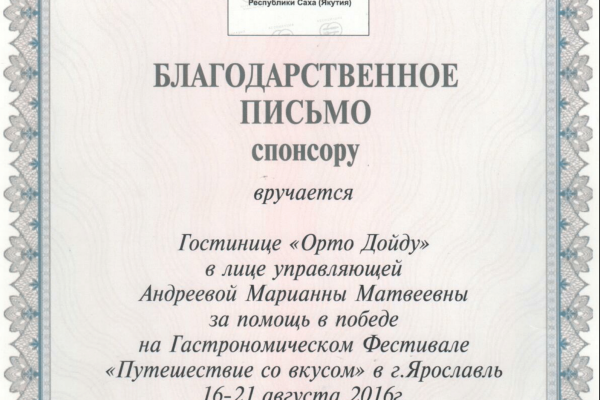 Республики Саха (Якутия)
БЛАГОДАРСТВЕННОЕ
ПИСЬМО
спонсору
вручается
Гостинице «Орто Дойду»
в лице управляющей
Андреевой Марианны Матвеевны
за помощь в победе
на Гастрономическом Фестивале
«Путешествие со вкусом» в г.Ярославль
16-21 августа 2016г